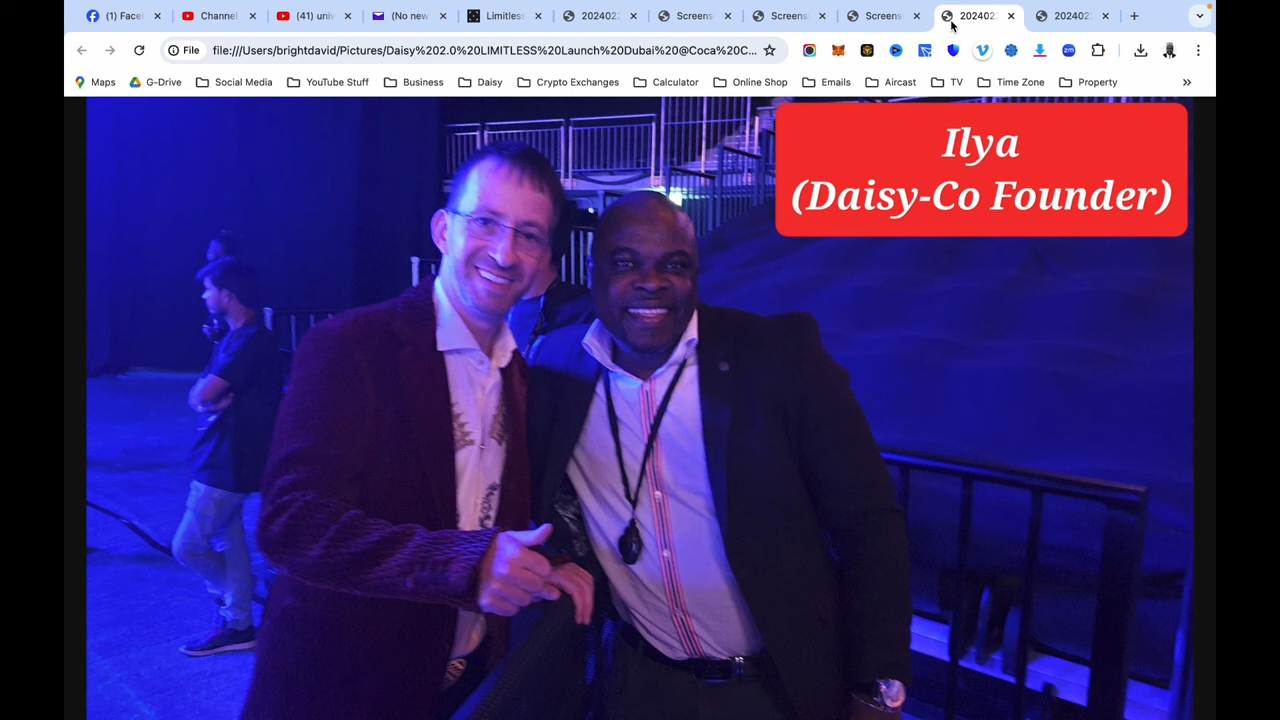 (1) Facel
Channel
(41) univ
(No new
Limitles
202402
Screens
Screens
Screens
202402
202402
File
file:///Users/brightdavid/Pictures/Daisy%202.0%20LIMITLESS%20Launch%20Dubai%20@Coca%20C...
Maps
G-Drive
Social Media
YouTube Stuff
Business
Daisy
Crypto Exchanges
Calculator
Online Shop
Emails
Aircast
TV
Time Zone
Property
»
Ilya
(Daisy-Co Founder)